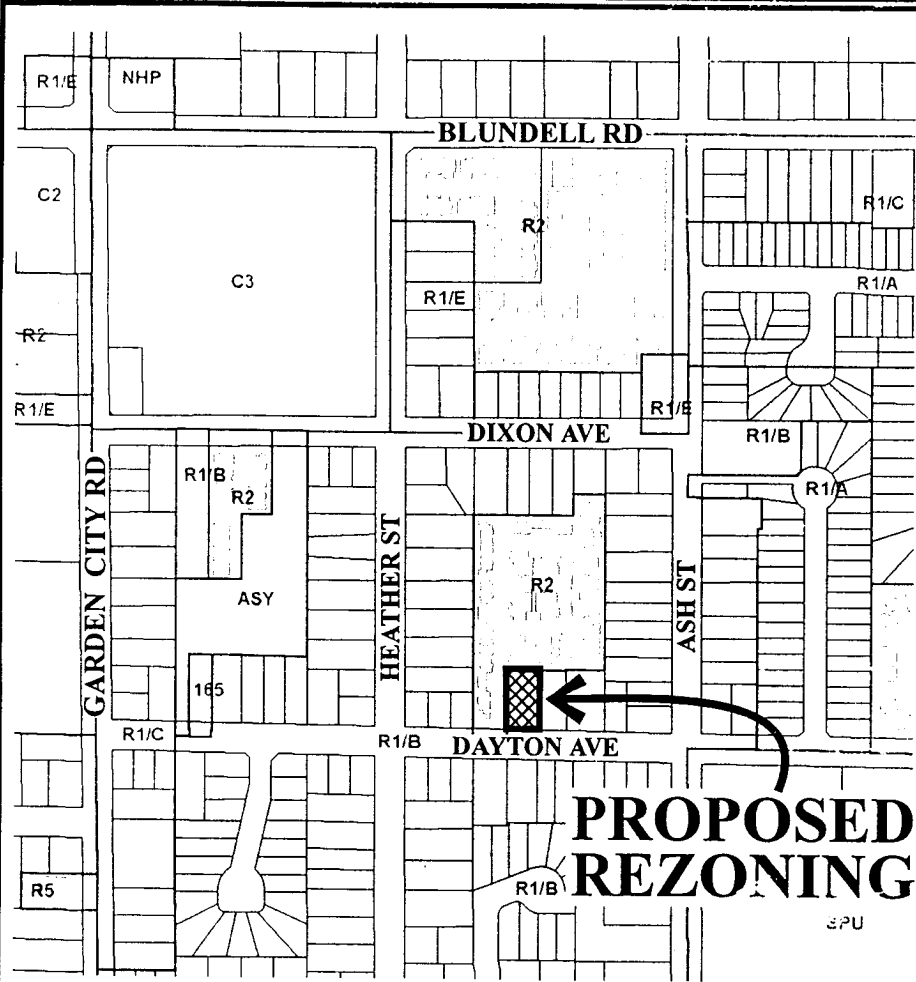 R1/E
NHP
BLUNDELL RD
C2
R1/C
R2
C3
R1/E
R1/A
R2
R1/E
R1/E
DIXON AVE
R1/B
R1/B
R2
R1/A
GARDEN CITY RD
HEATHER ST
ASH ST
R2
ASY
165
R1/C
R1/B
DAYTON AVE
PROPOSED
REZONING
R5
R1/B